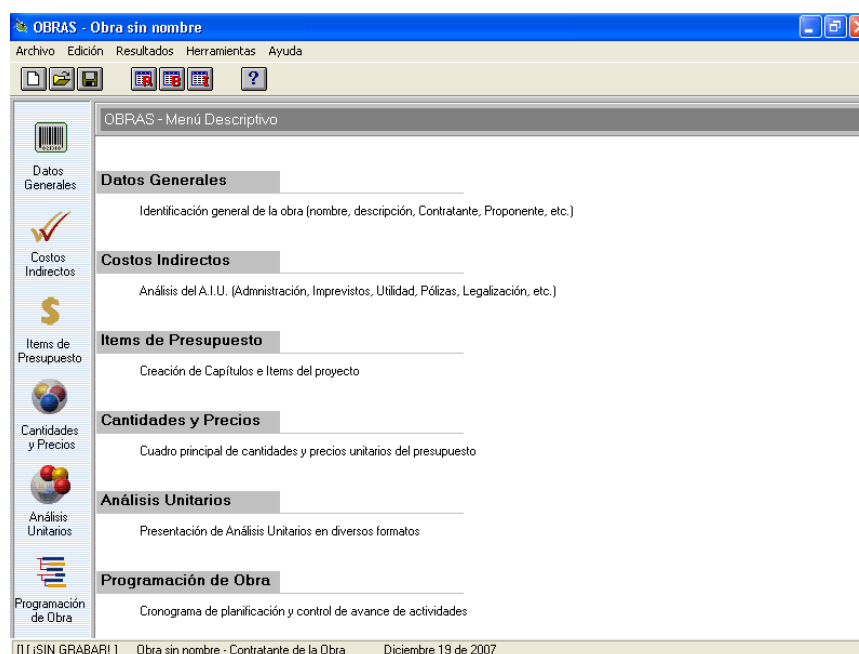 OBRAS - Obra sin nombre
Archivo Edición Resultados Herramientas Ayuda
R B I ?
OBRAS - Menú Descriptivo
Datos
Generales
Costos
Indirectos
Items de
Presupuesto
Cantidades
y Precios
Análisis
Unitarios
Programación
de Obra
Datos Generales
Identificación general de la obra (nombre, descripción, Contratante, Proponente, etc.)
Costos Indirectos
Análisis del A.I.U. (Admnistración, Imprevistos, Utilidad, Pólizas, Legalización, etc.)
Items de Presupuesto
Creación de Capítulos e Items del proyecto
Cantidades y Precios
Cuadro principal de cantidades y precios unitarios del presupuesto
Análisis Unitarios
Presentación de Análisis Unitarios en diversos formatos
Programación de Obra
Cronograma de planificación y control de avance de actividades
[] [¡SIN GRABAR! ] Obra sin nombre - Contratante de la Obra Diciembre 19 de 2007